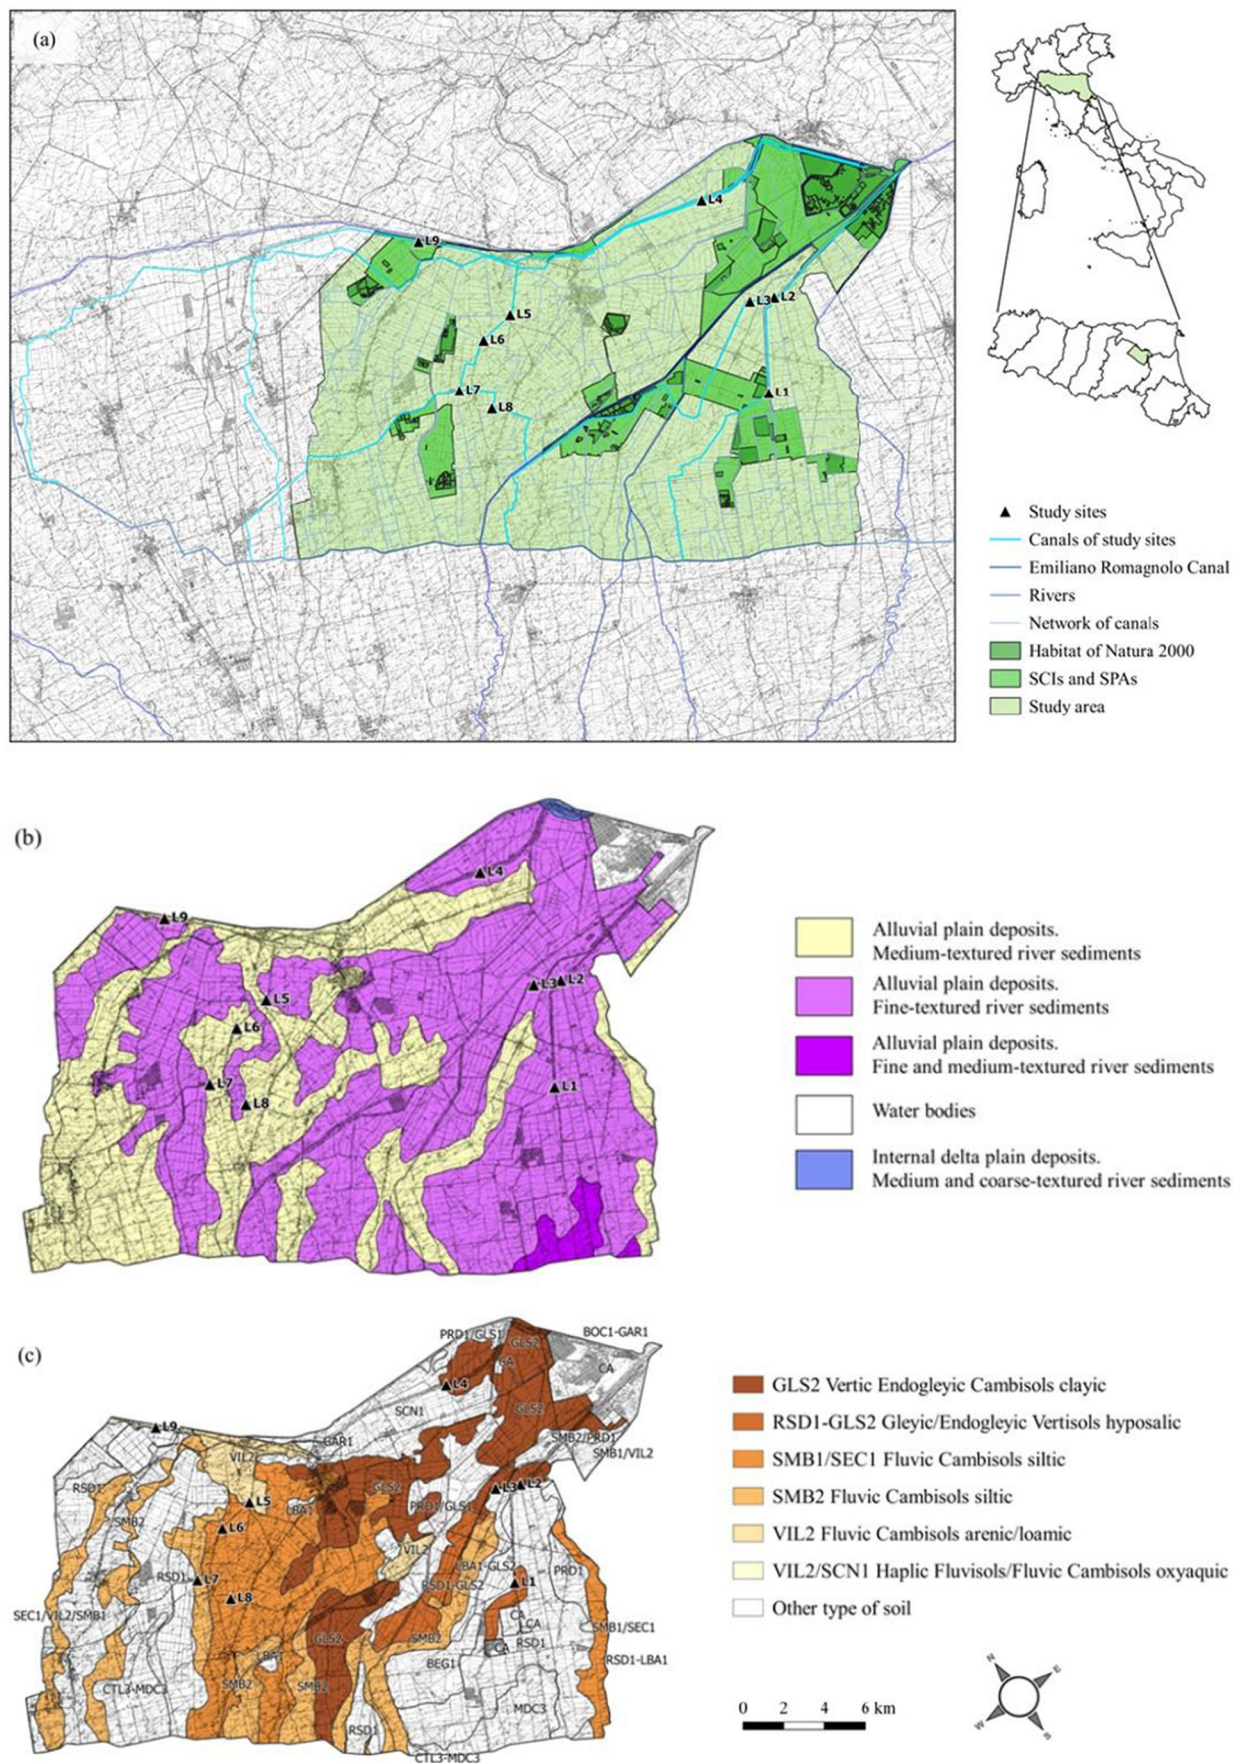 (a)
L4
L9
L3
L2
L5
L6
L7
L8
L1
Study sites
Canals of study sites
Emiliano Romagnolo Canal
Rivers
Network of canals
Habitat of Natura 2000
SCIs and SPAs
Study area
(b)
L4
L9
L3
L2
L5
L6
L7
L8
L1
Alluvial plain deposits.
Medium-textured river sediments
Alluvial plain deposits.
Fine-textured river sediments
Alluvial plain deposits.
Fine and medium-textured river sediments
Water bodies
Internal delta plain deposits.
Medium and coarse-textured river sediments
(c)
PRD1/GLS1
GLS2
BOC1-GAR1
CA
CA
L4
SCN1
GLS2
L9
GAR1
SMB2/PRD1
SMB1/VIL2
VIL2
RSD1
GLS2
L3
L2
L5
LBA1
PRD1/GLS1
SMB2
L6
VIL2
LBA1-GLS2
PRD1
RSD1
L7
RSD1-GLS2
L1
L8
SEC1/VIL2/SMB1
CA
CA
SMB1/SEC1
GLS2
SMB2
CA
RSD1
LBA1
BEG1
RSD1-LBA1
CTL3-MDC3
SMB2
SMB2
MDC3
RSD1
CTL3-MDC3
GLS2 Vertic Endogleyic Cambisols clayic
RSD1-GLS2 Gleyic/Endogleyic Vertisols hyposalic
SMB1/SEC1 Fluvic Cambisols siltic
SMB2 Fluvic Cambisols siltic
VIL2 Fluvic Cambisols arenic/loamic
VIL2/SCN1 Haplic Fluvisols/Fluvic Cambisols oxyaquic
Other type of soil
0 2 4 6 km
N
E
W
S